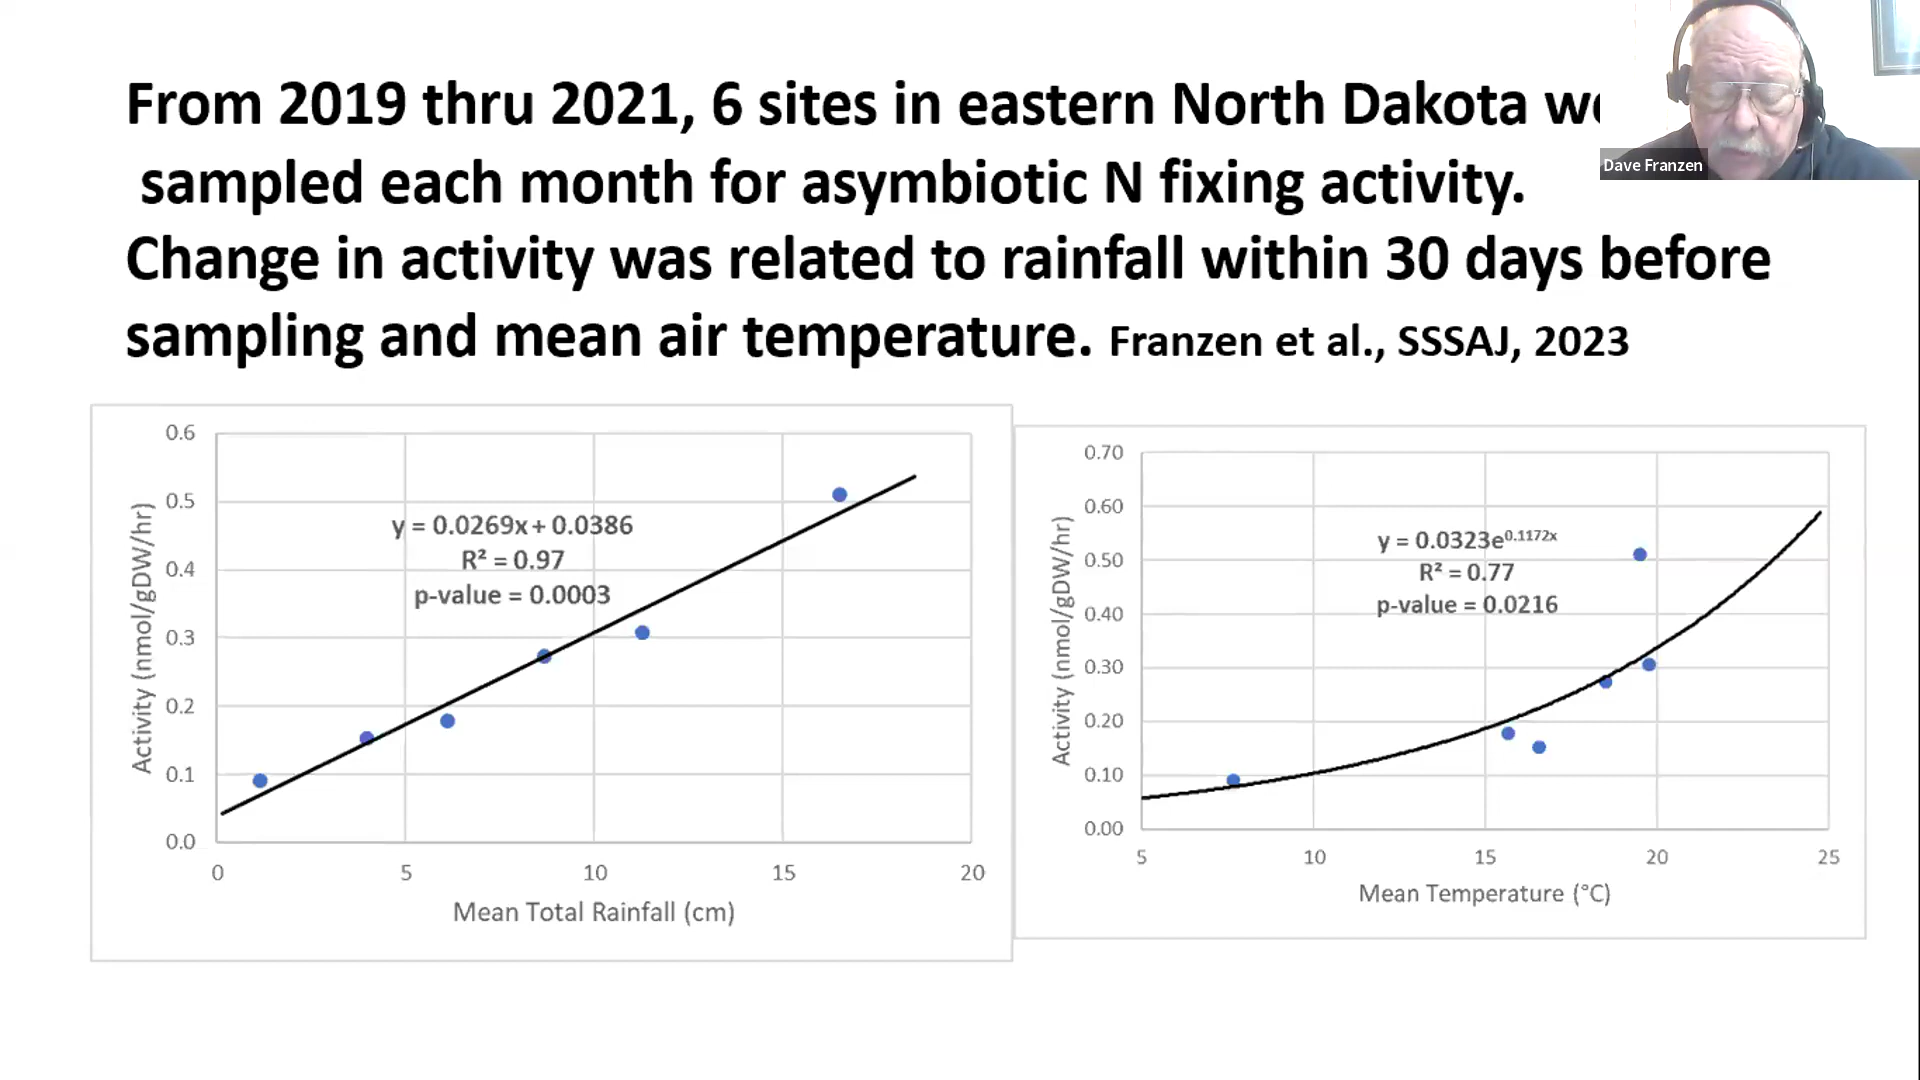 From 2019 thru 2021, 6 sites in eastern North Dakota
sampled each month for asymbiotic N fixing activity.
Change in activity was related to rainfall within 30 days before
sampling and mean air temperature. Franzen et al., SSSAJ, 2023
Dave Franzen
0.6
0.5
0.4
0.3
0.2
0.1
0.0
Activity (nmol/gDW/hr)
y = 0.0269x + 0.0386
R² = 0.97
p-value = 0.0003
0 5 10 15 20
Mean Total Rainfall (cm)
0.70
0.60
0.50
0.40
0.30
0.20
0.10
0.00
Activity (nmol/gDW/hr)
y = 0.0323e^0.1172x
R² = 0.77
p-value = 0.0216
5 10 15 20 25
Mean Temperature (°C)